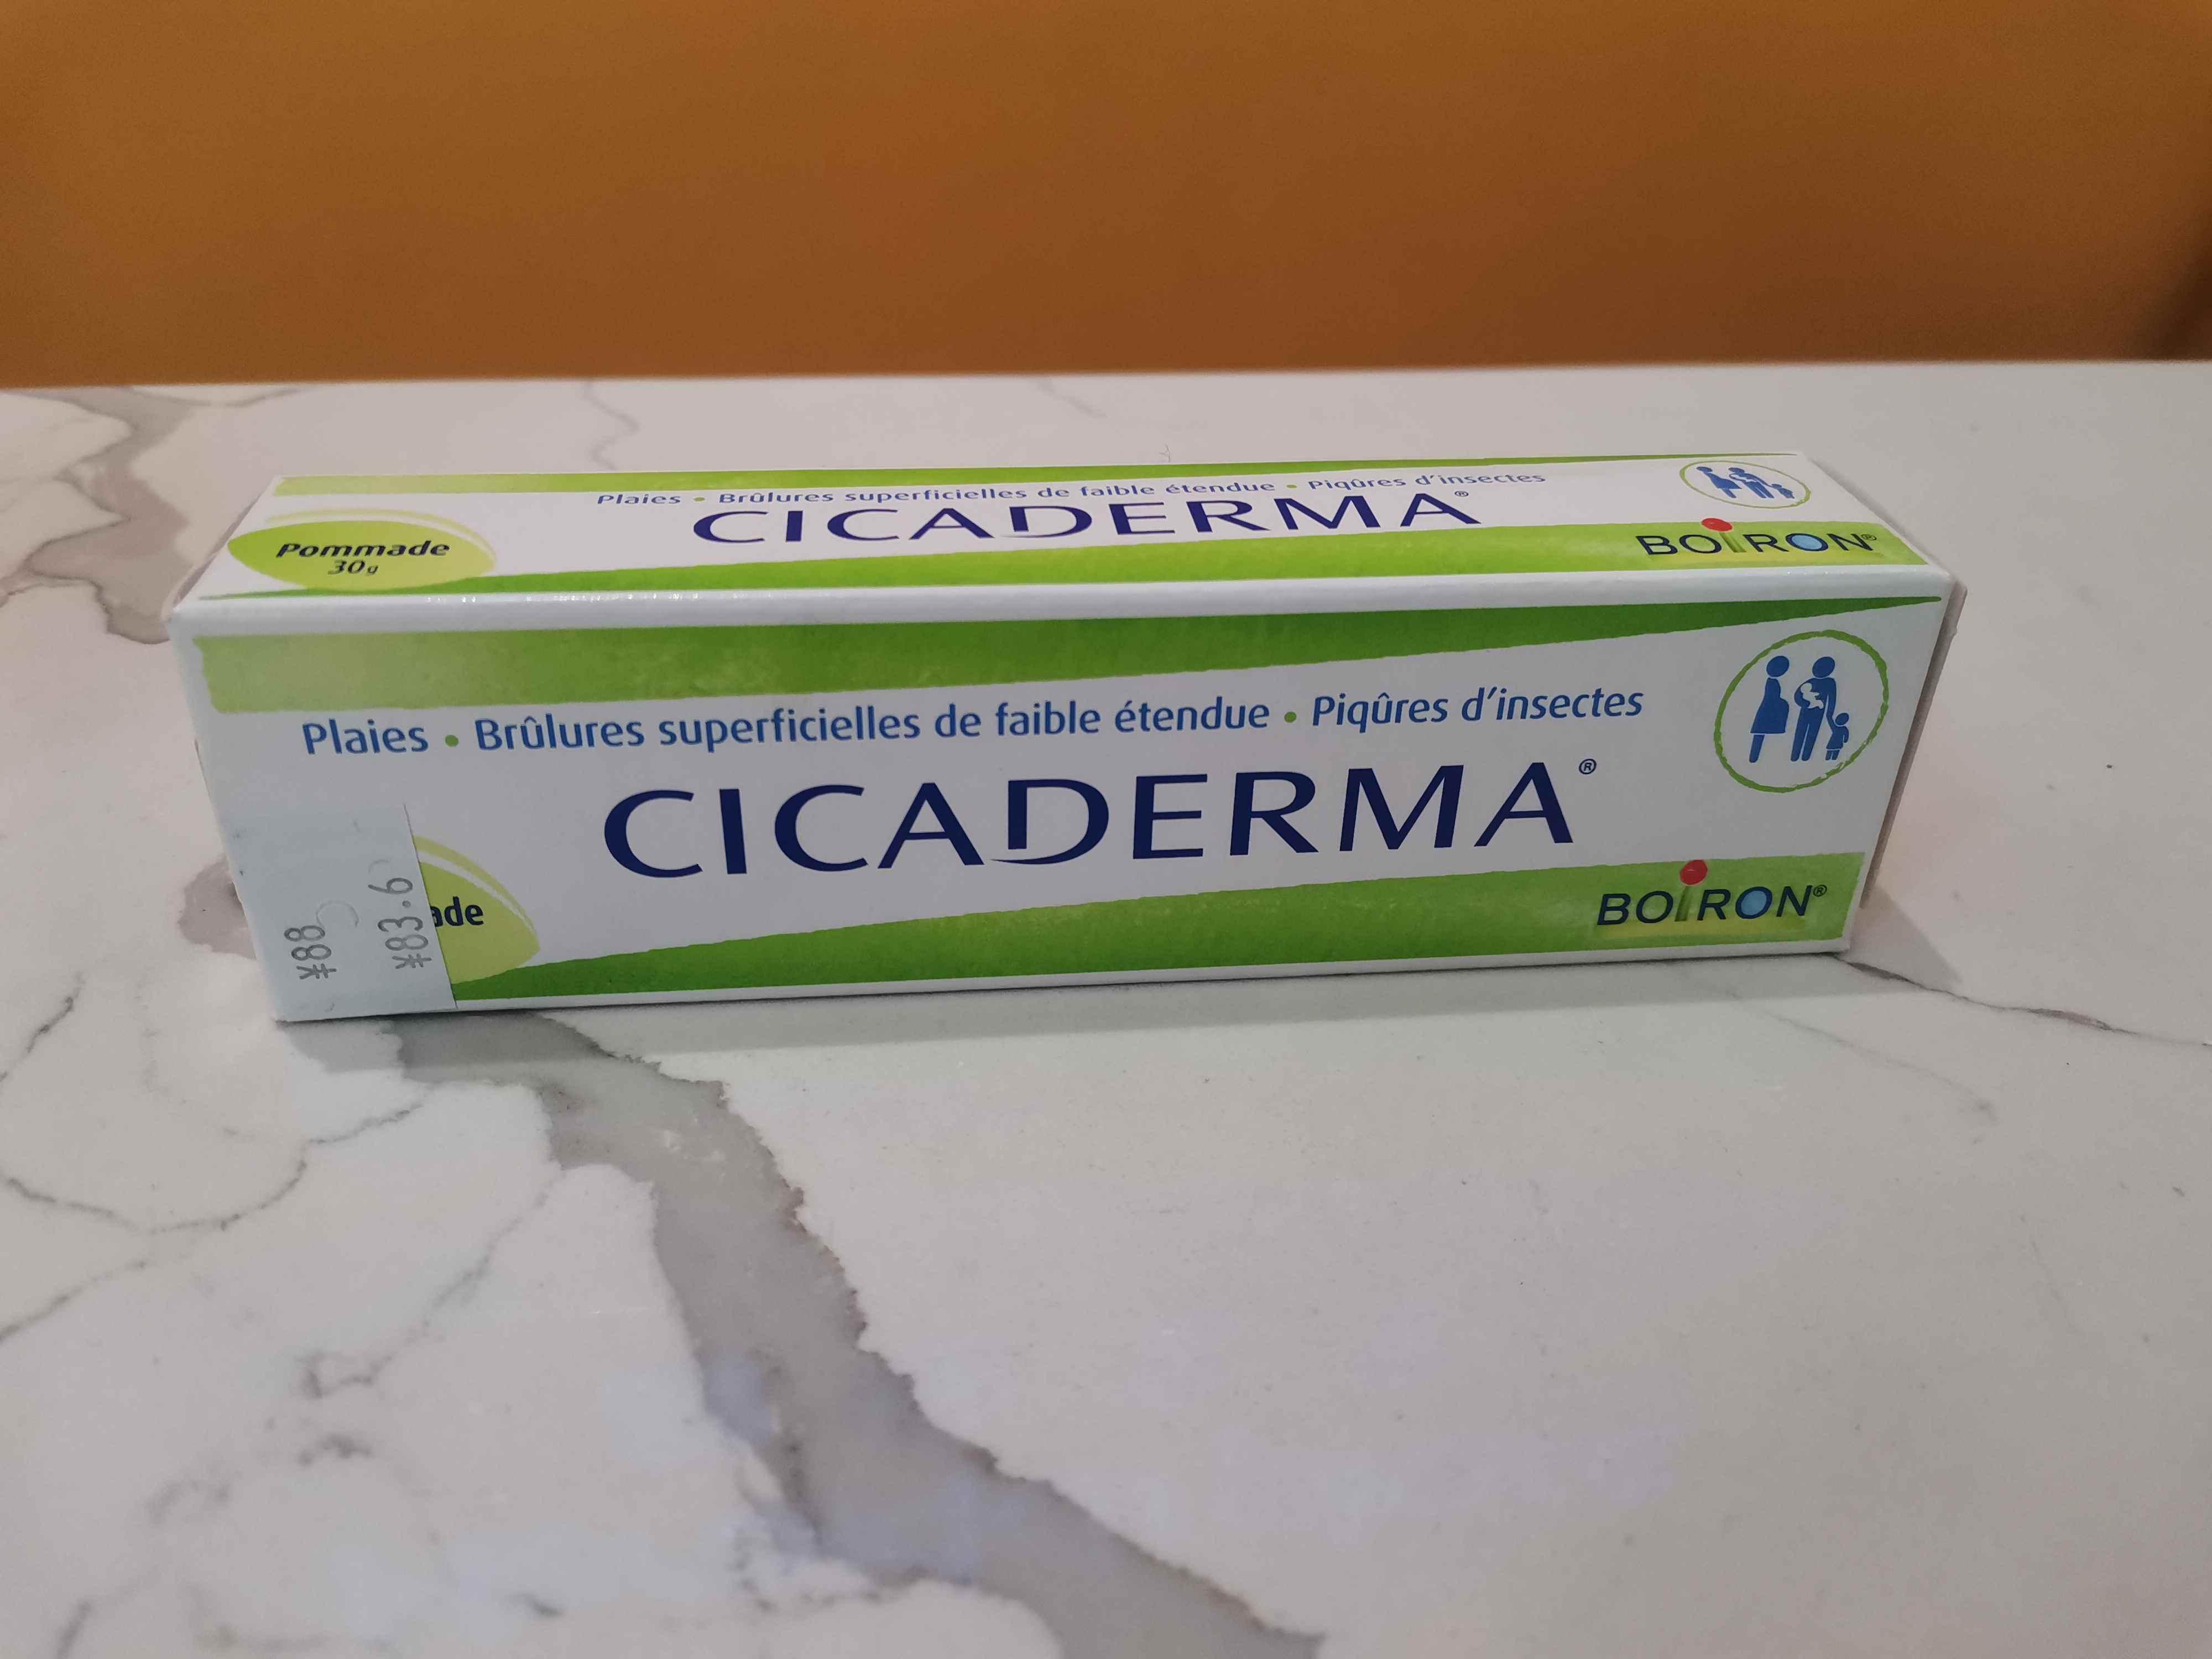 Plaies • Brûlures superficielles de faible étendue • Piqûres d'insectes
CICADERMA®
Pommade
30g
BOIRON®
Plaies • Brûlures superficielles de faible étendue • Piqûres d'insectes
CICADERMA®
ade
BOIRON®
¥88
¥83.6